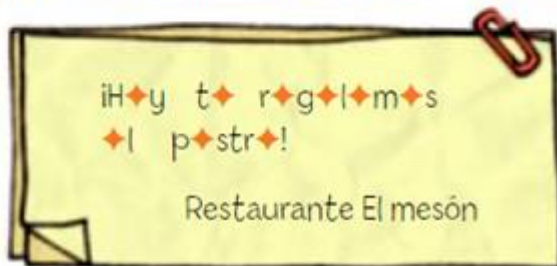 ¡H◆y t◆ r◆g◆l◆m◆s
◆l p◆str◆!
Restaurante El mesón